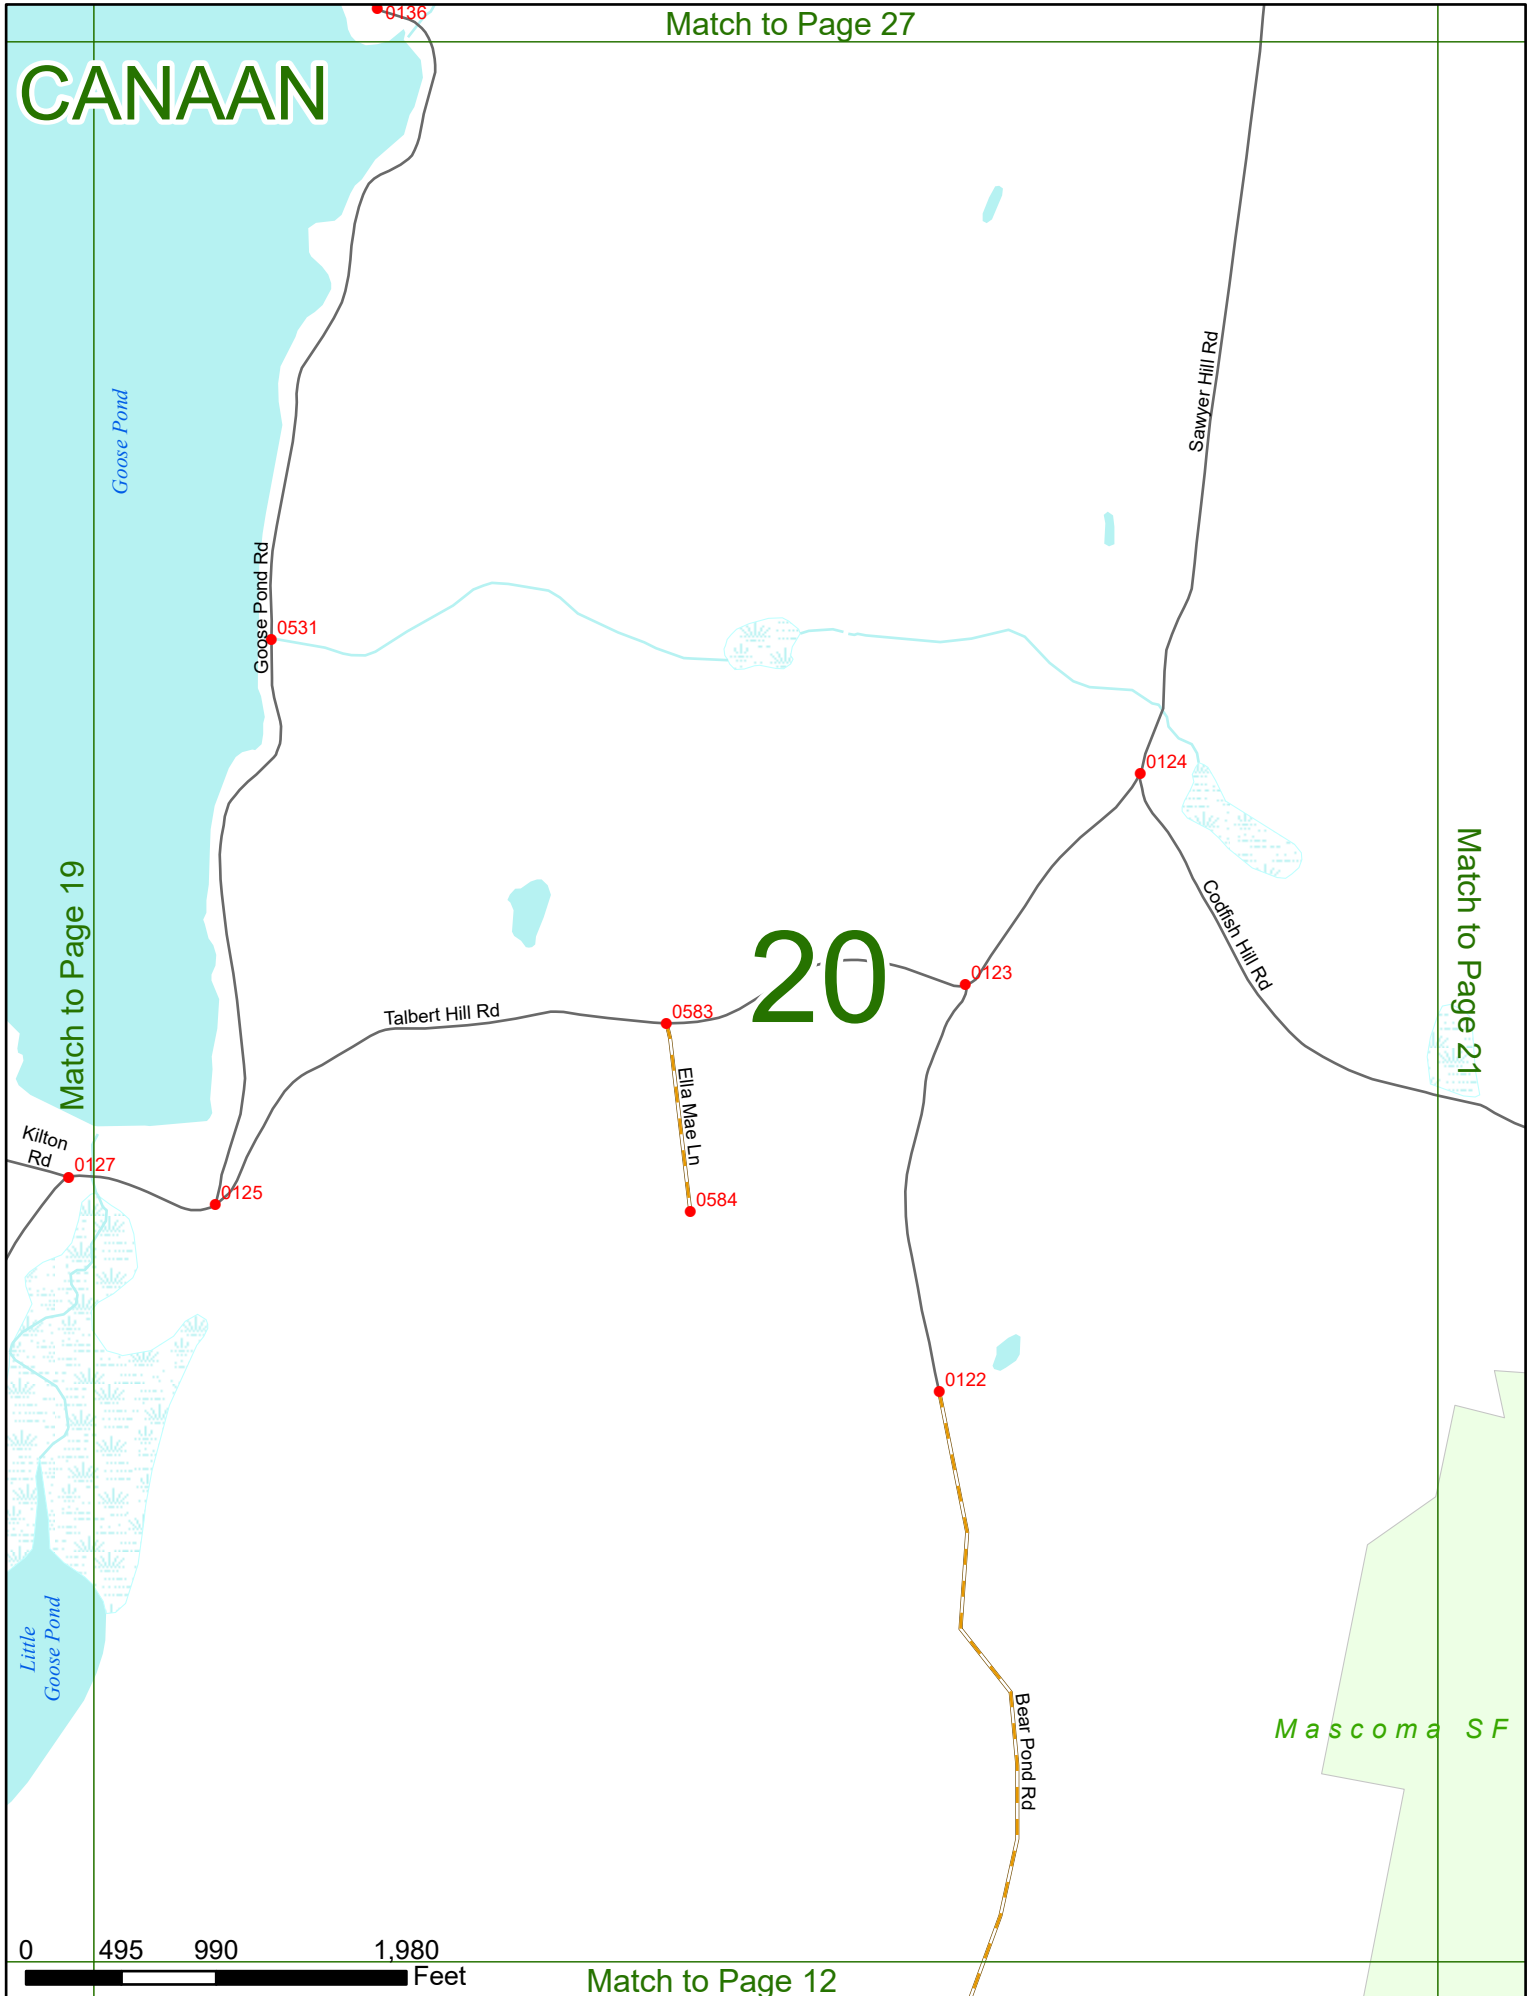 0136
Match to Page 27
CANAAN
Sawyer Hill Rd
Goose Pond
Goose Pond Rd
0531
0124
Match to Page 19
Match to Page 21
Codfish Hill Rd
20
0123
Talbert Hill Rd
0583
Ella Mae Ln
Kilton
Rd
0127
0125
0584
0122
Little
Goose Pond
Bear Pond Rd
Mascoma SF
0 495 990 1,980
Feet
Match to Page 12